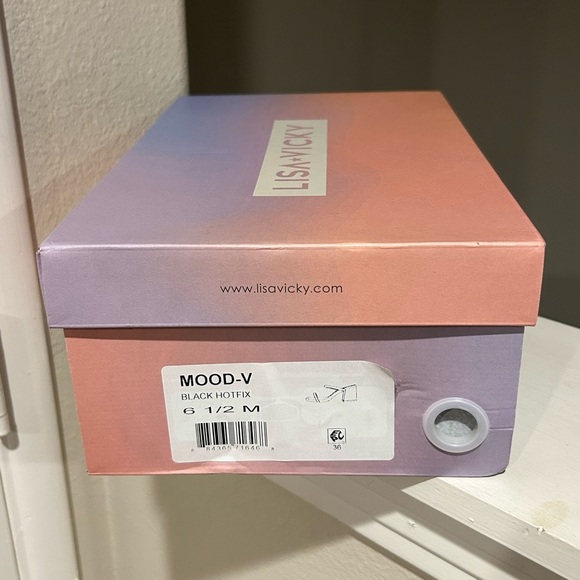 LISA★VICKY
www.lisavicky.com
MOOD-V
BLACK HOTFIX
6 1/2 M
36